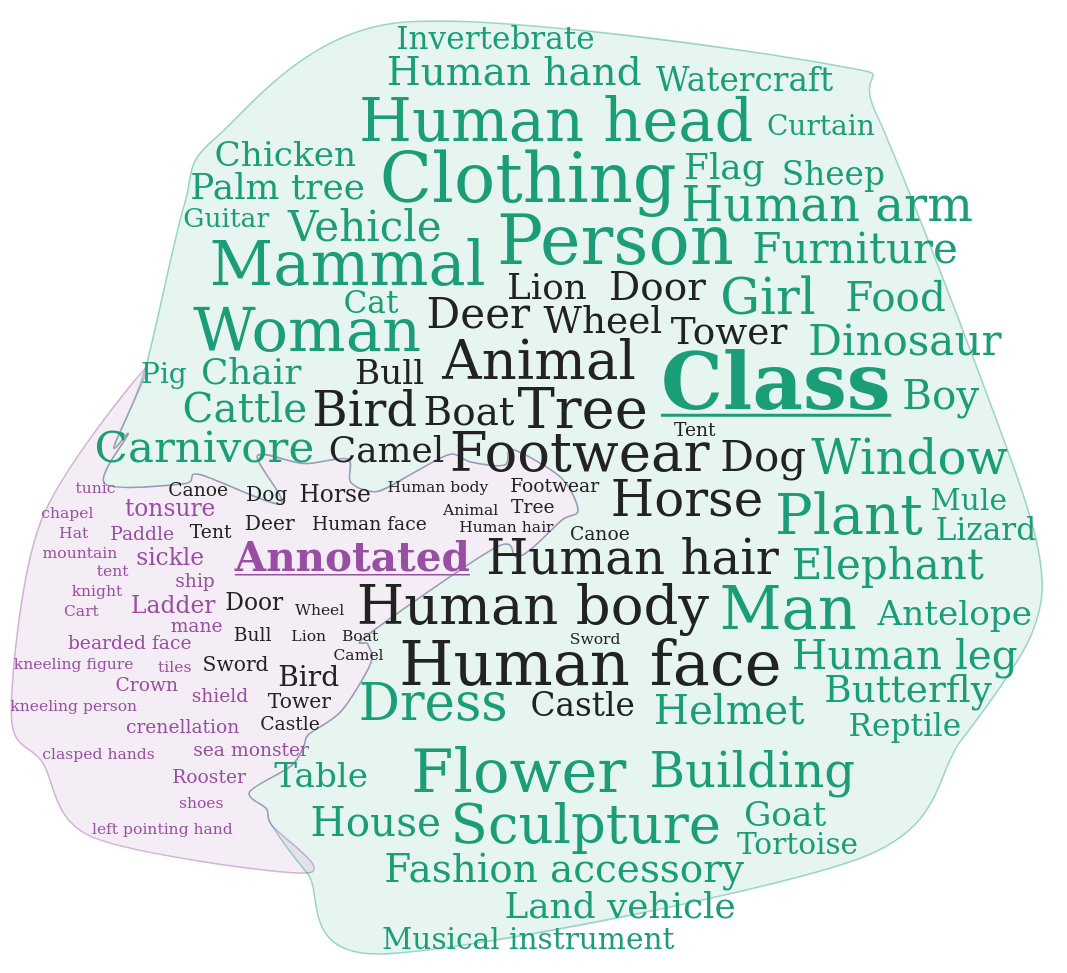 Invertebrate
Human hand Watercraft
Human head Curtain
Chicken Clothing Flag Sheep
Palm tree Human arm
Guitar Vehicle Person Furniture
Mammal Lion Door Girl Food
Cat Deer Wheel Tower Dinosaur
Woman Animal Class
Pig Chair Bull Boy
Cattle Bird Boat Tree Tent
Carnivore Camel Footwear Dog Window
tunic Canoe Dog Horse Human body Footwear Horse Plant Mule
chapel tonsure Animal Tree Lizard
Hat Paddle Tent Deer Human face Human hair Canoe
mountain sickle Annotated Human hair Elephant
tent ship
knight Ladder Door Wheel Human body Man Antelope
Cart mane
bearded face Bull Lion Boat Sword
kneeling figure tiles Sword Camel Human face Human leg
Crown Bird Butterfly
kneeling person shield Tower Dress Castle Helmet Reptile
crenellation Castle
clasped hands sea monster
Rooster Table Flower Building
shoes
left pointing hand House Sculpture Goat
Tortoise
Fashion accessory
Land vehicle
Musical instrument